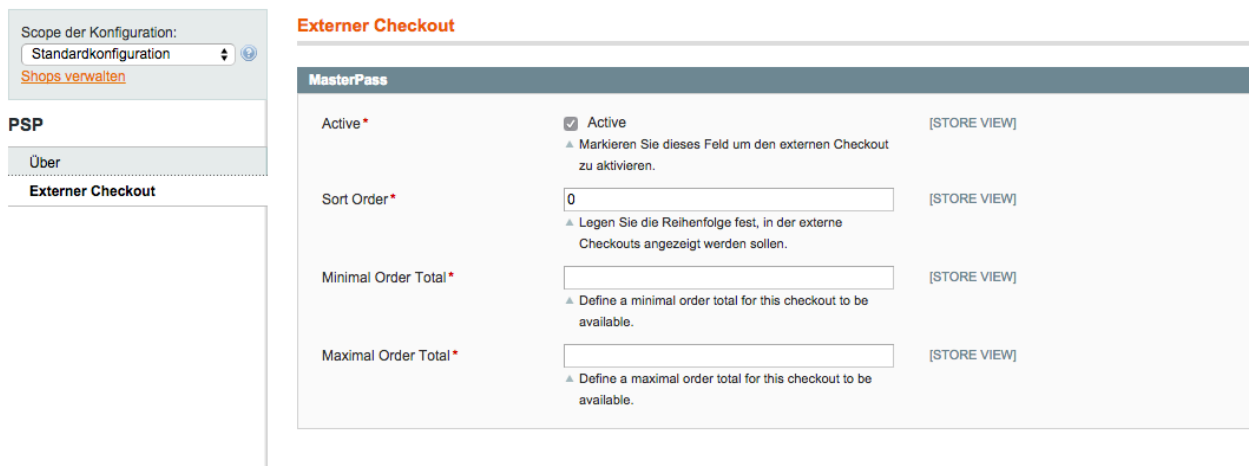 Scope der Konfiguration:
Standardkonfiguration
Shops verwalten
PSP
Über
Externer Checkout
Externer Checkout
MasterPass
Active* Active [STORE VIEW]
Markieren Sie dieses Feld um den externen Checkout
zu aktivieren.
Sort Order* 0 [STORE VIEW]
Legen Sie die Reihenfolge fest, in der externe
Checkouts angezeigt werden sollen.
Minimal Order Total* [STORE VIEW]
Define a minimal order total for this checkout to be
available.
Maximal Order Total* [STORE VIEW]
Define a maximal order total for this checkout to be
available.